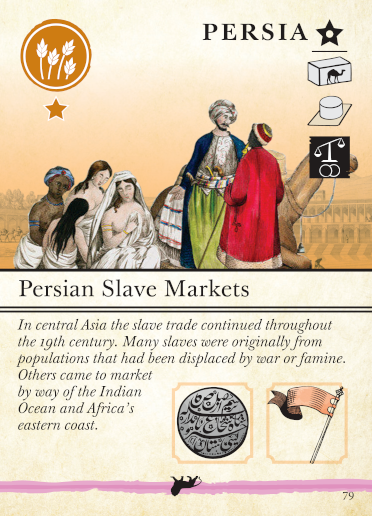 PERSIA
Persian Slave Markets
In central Asia the slave trade continued throughout
the 19th century. Many slaves were originally from
populations that had been displaced by war or famine.
Others came to market
by way of the Indian
Ocean and Africa's
eastern coast.
79